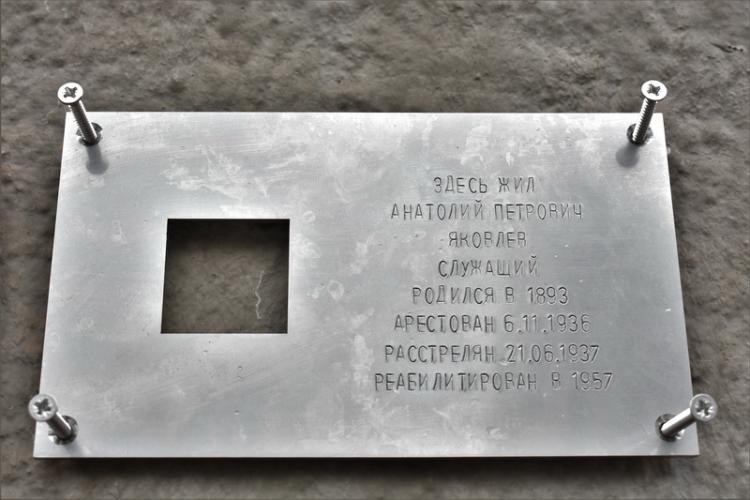 ЗДЕСЬ ЖИЛ
АНАТОЛИЙ ПЕТРОВИЧ
ЯКОВЛЕВ
СЛУЖАЩИЙ
РОДИЛСЯ В 1893
АРЕСТОВАН 6.11.1936
РАССТРЕЛЯН 21.06.1937
РЕАБИЛИТИРОВАН В 1957